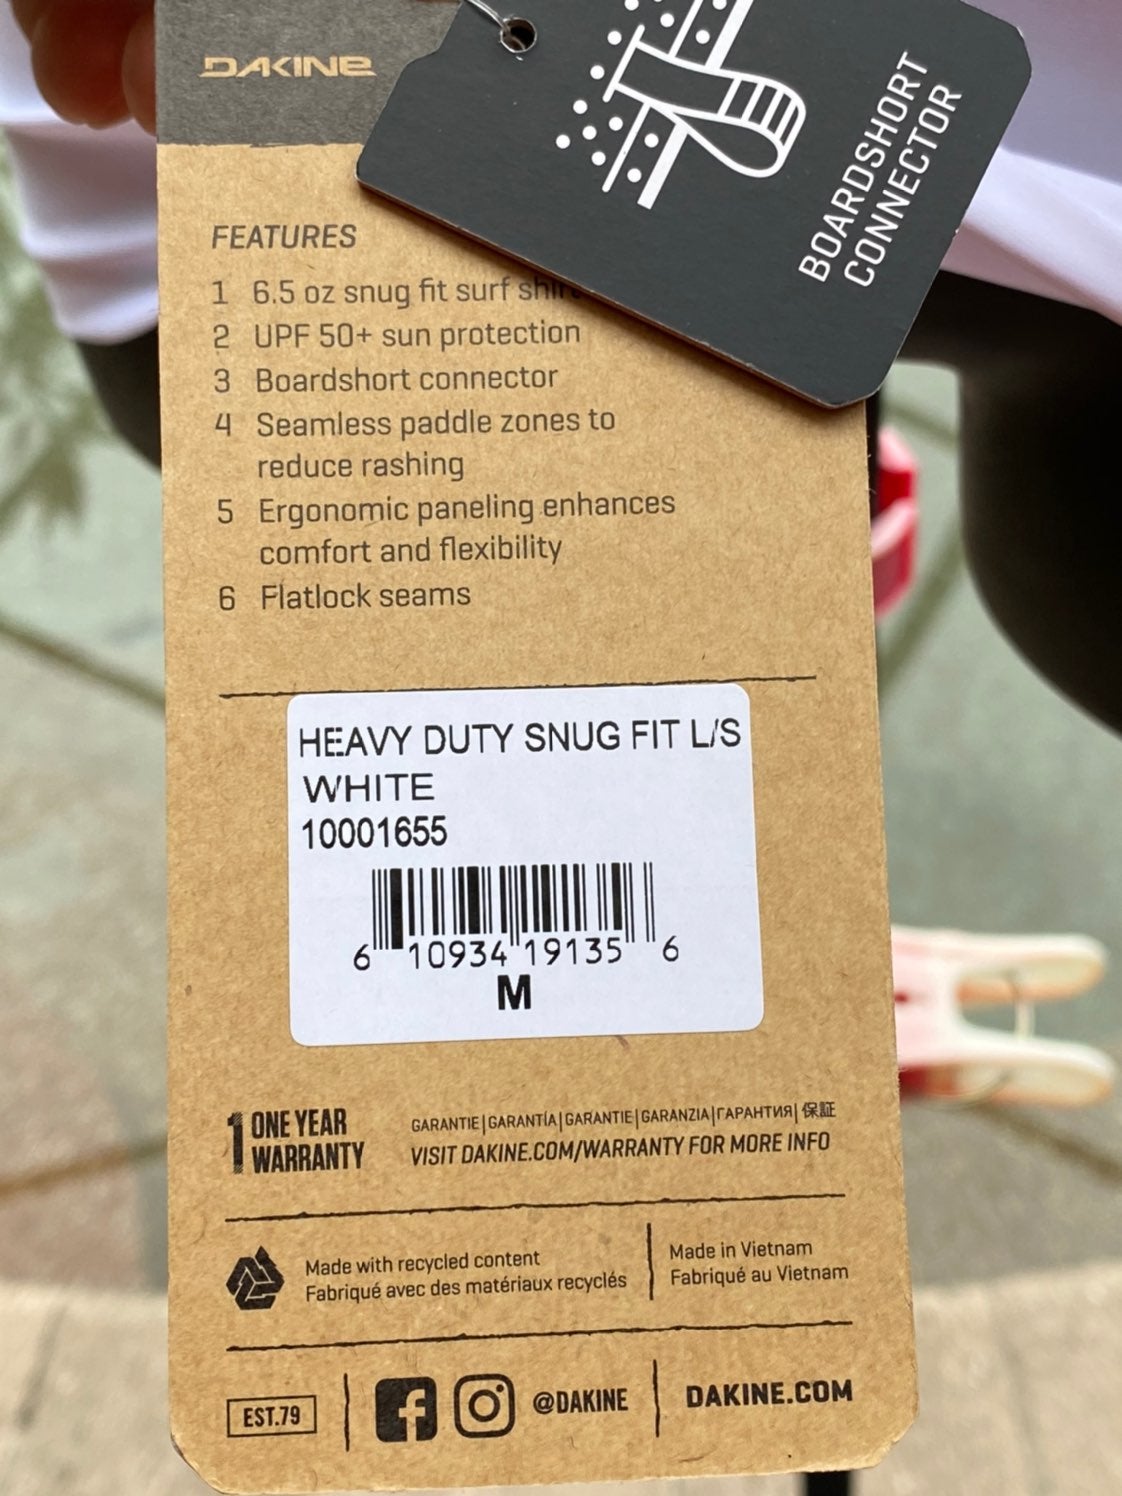 DAKINE
BOARDSHORT
CONNECTOR
FEATURES
1 6.5 oz snug fit surf shirt
2 UPF 50+ sun protection
3 Boardshort connector
4 Seamless paddle zones to
reduce rashing
5 Ergonomic paneling enhances
comfort and flexibility
6 Flatlock seams
HEAVY DUTY SNUG FIT L/S
WHITE
10001655
6 10934 19135 6
M
1 ONE YEAR
WARRANTY
GARANTIE|GARANTÍA|GARANTIE|GARANZIA|ГАРАНТИЯ|保証
VISIT DAKINE.COM/WARRANTY FOR MORE INFO
Made with recycled content
Fabriqué avec des matériaux recyclés
Made in Vietnam
Fabriqué au Vietnam
EST.79
@DAKINE
DAKINE.COM